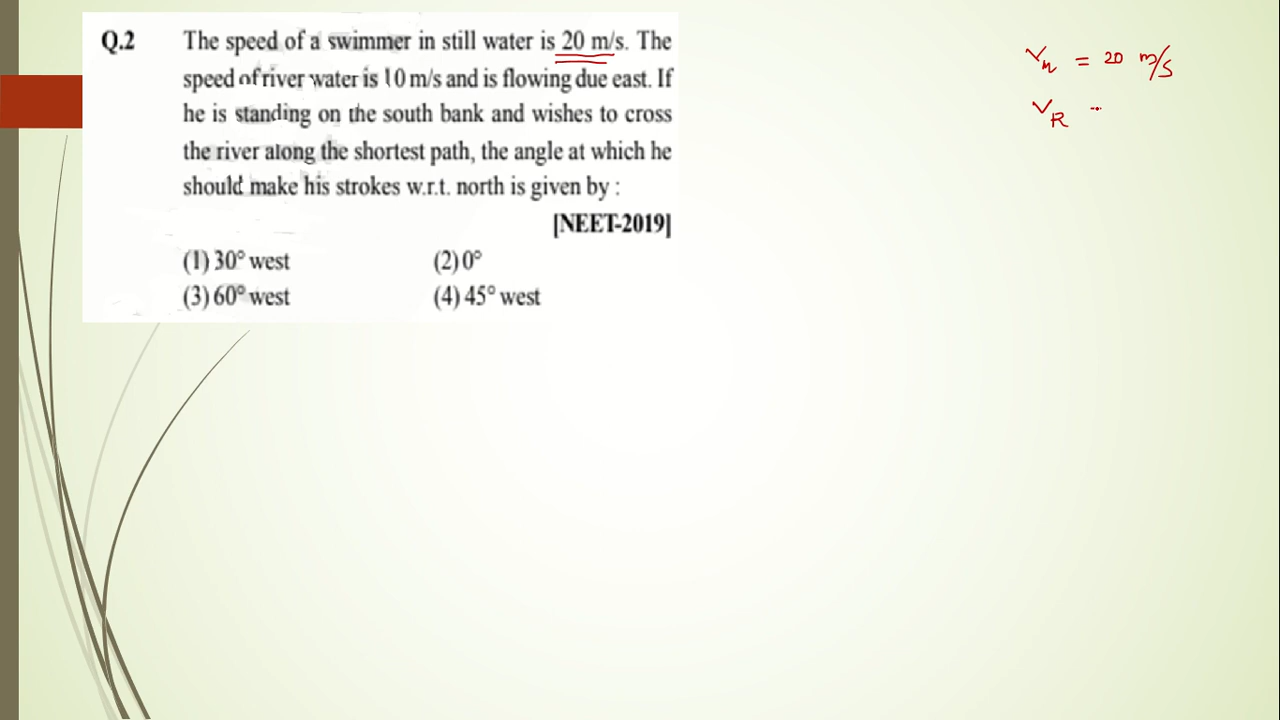 Q.2 The speed of a swimmer in still water is 20 m/s. The
speed of river water is 10 m/s and is flowing due east. If
he is standing on the south bank and wishes to cross
the river along the shortest path, the angle at which he
should make his strokes w.r.t. north is given by :
[NEET-2019]
(1) 30° west (2) 0°
(3) 60° west (4) 45° west
Vm = 20 m/s
VR